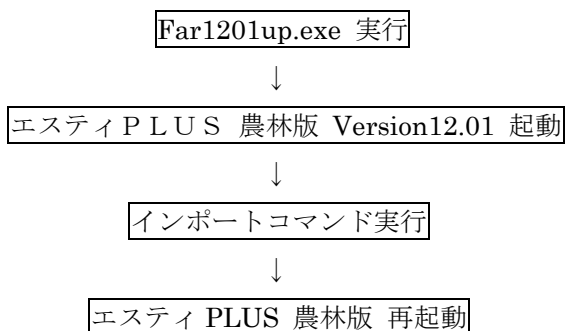 Far1201up.exe 実行
↓
エスティＰＬＵＳ 農林版 Version12.01 起動
↓
インポートコマンド実行
↓
エスティ PLUS 農林版 再起動